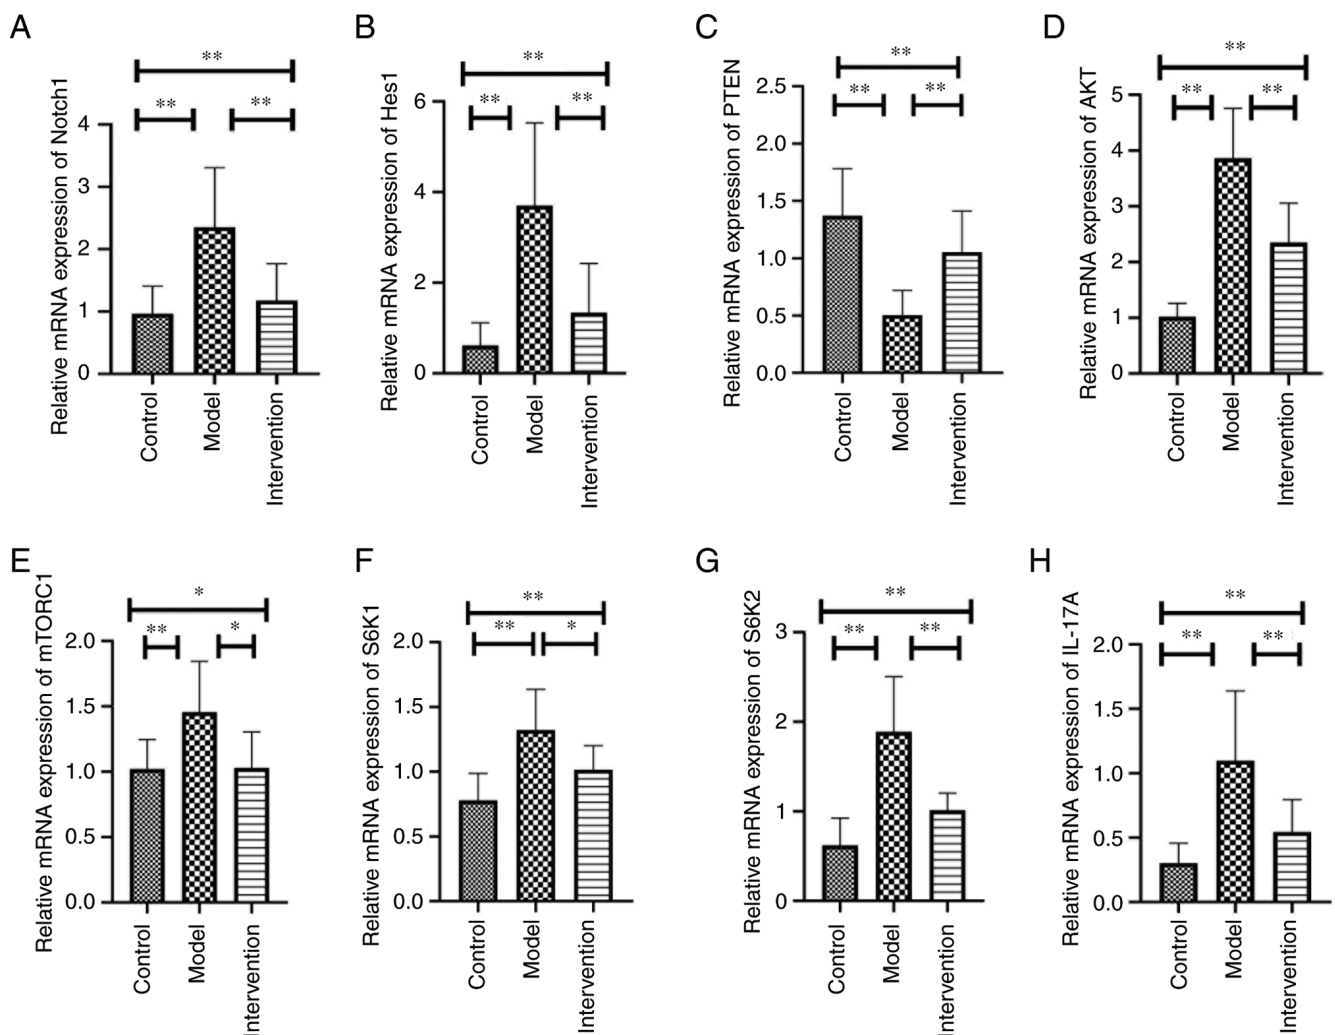 A
Relative mRNA expression of Notch1
**
**
**
4
3
2
1
0
Control
Model
Intervention
B
Relative mRNA expression of Hes1
**
**
**
6
4
2
0
Control
Model
Intervention
C
Relative mRNA expression of PTEN
**
**
**
2.5
2.0
1.5
1.0
0.5
0.0
Control
Model
Intervention
D
Relative mRNA expression of AKT
**
**
**
5
4
3
2
1
0
Control
Model
Intervention
E
Relative mRNA expression of mTORC1
*
**
*
2.0
1.5
1.0
0.5
0.0
Control
Model
Intervention
F
Relative mRNA expression of S6K1
**
**
*
2.0
1.5
1.0
0.5
0.0
Control
Model
Intervention
G
Relative mRNA expression of S6K2
**
**
**
3
2
1
0
Control
Model
Intervention
H
Relative mRNA expression of IL-17A
**
**
**
2.0
1.5
1.0
0.5
0.0
Control
Model
Intervention